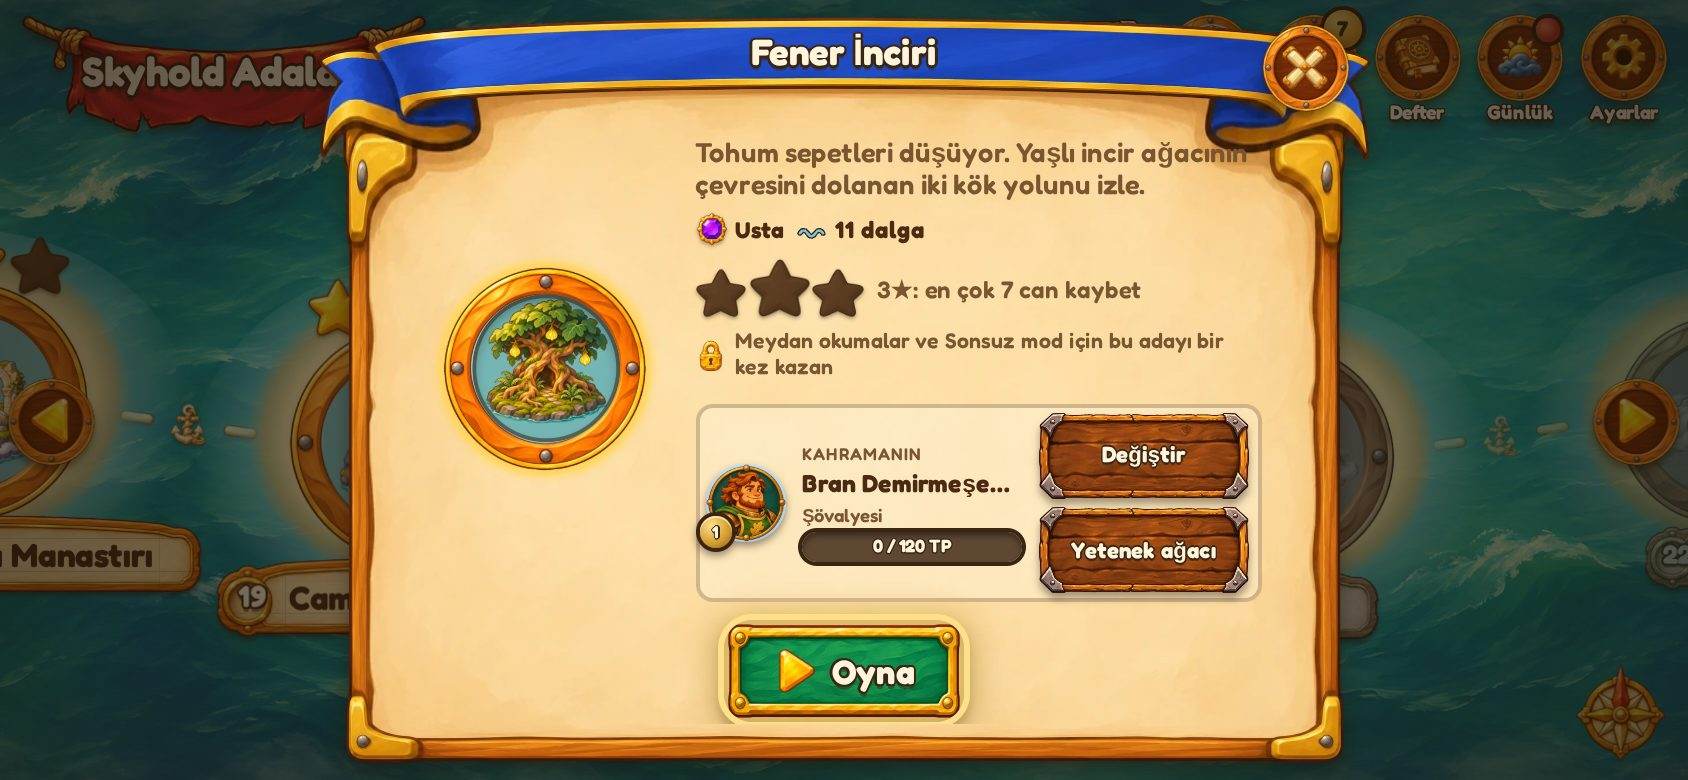 Fener İnciri
Skyhold Adala
7
Defter
Günlük
Ayarlar
Tohum sepetleri düşüyor. Yaşlı incir ağacının
çevresini dolanan iki kök yolunu izle.
Usta 11 dalga
3★: en çok 7 can kaybet
Meydan okumalar ve Sonsuz mod için bu adayı bir
kez kazan
KAHRAMANIN
Bran Demirmeşe...
Şövalyesi
1
0 / 120 TP
Değiştir
Yetenek ağacı
Manastırı
19
22
Oyna